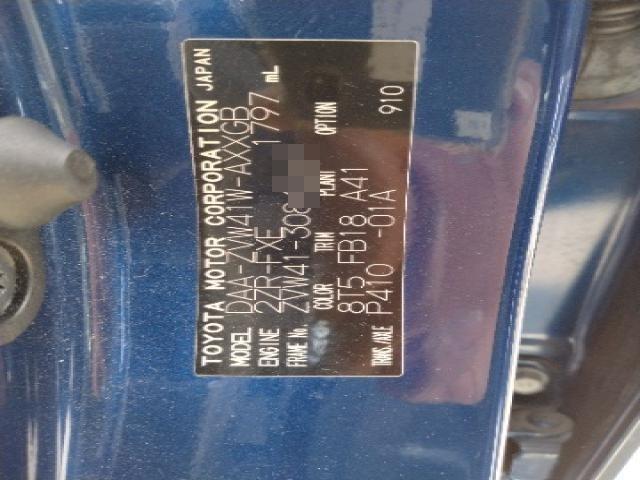 TOYOTA MOTOR CORPORATION JAPAN
MODEL DAA-ZVW41W-AXXGB
ENGINE 2ZR-FXE 1797 mL
FRAME No. ZVW41-308
COLOR TRIM PLANT OPTION
8T5 FB18 A41 910
TRANS./AXLE P410 -01A